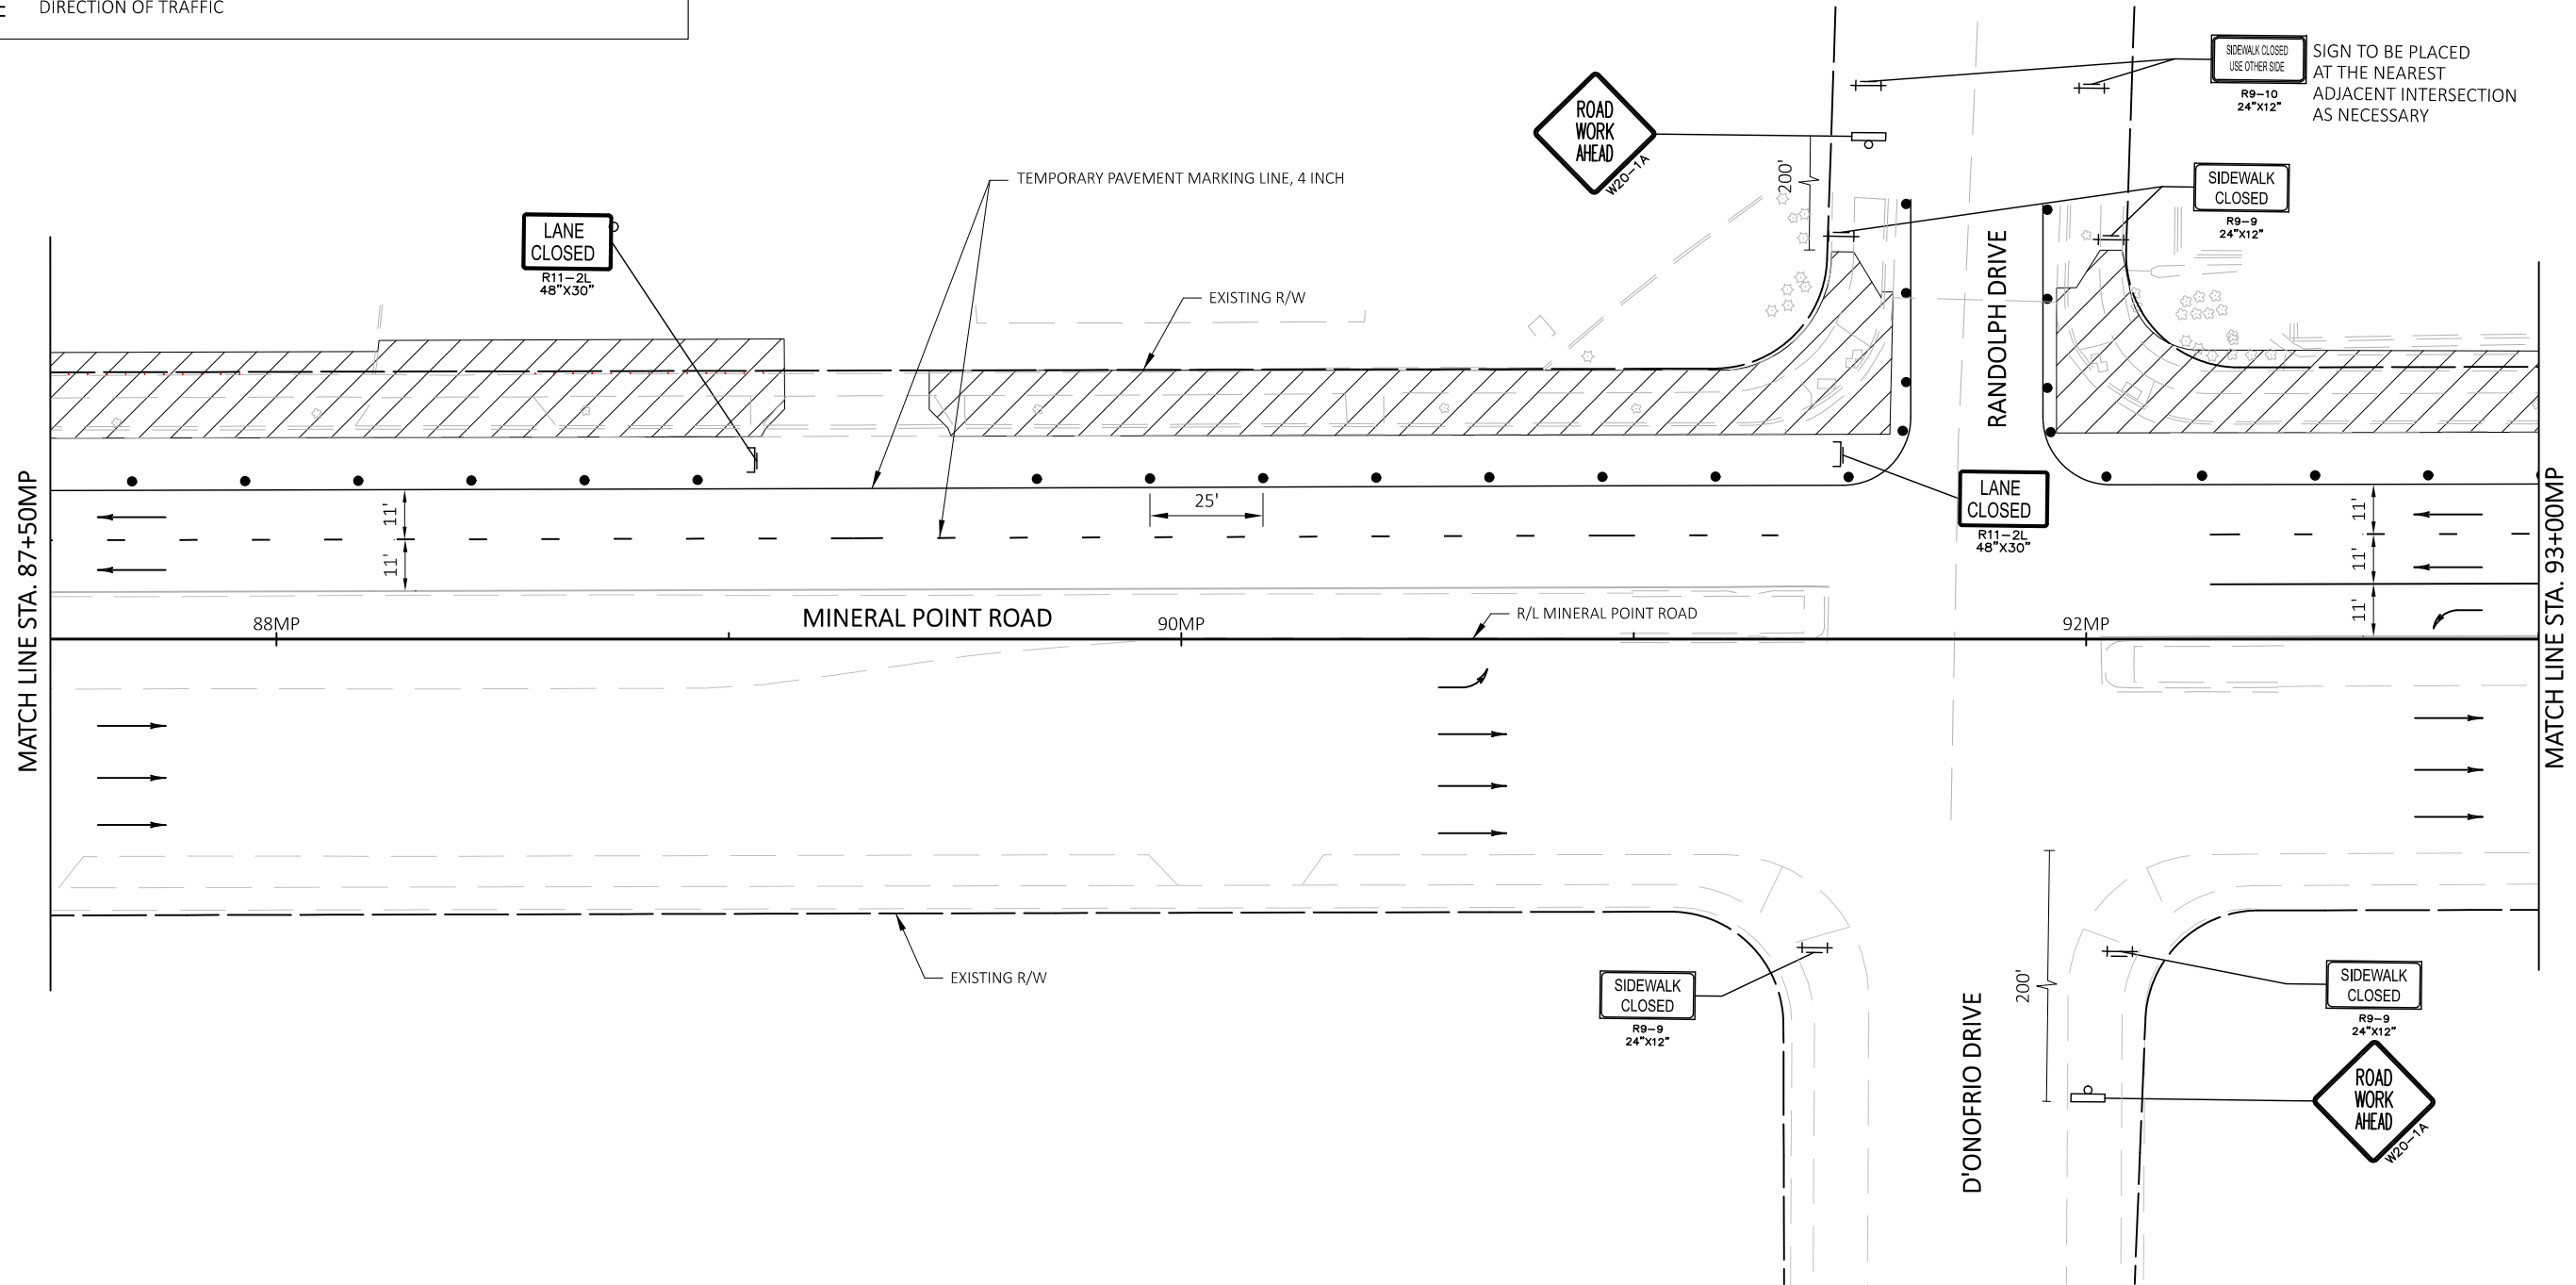 DIRECTION OF TRAFFIC
SIDEWALK CLOSED
USE OTHER SIDE
R9-10
24"X12"
SIGN TO BE PLACED
AT THE NEAREST
ADJACENT INTERSECTION
AS NECESSARY
ROAD
WORK
AHEAD
W20-1A
200'
TEMPORARY PAVEMENT MARKING LINE, 4 INCH
SIDEWALK
CLOSED
R9-9
24"X12"
LANE
CLOSED
R11-2L
48"X30"
EXISTING R/W
RANDOLPH DRIVE
MATCH LINE STA. 87+50MP
11'
11'
25'
LANE
CLOSED
R11-2L
48"X30"
11'
11'
11'
MATCH LINE STA. 93+00MP
88MP
MINERAL POINT ROAD
90MP
R/L MINERAL POINT ROAD
92MP
EXISTING R/W
SIDEWALK
CLOSED
R9-9
24"X12"
D'ONOFRIO DRIVE
200'
SIDEWALK
CLOSED
R9-9
24"X12"
ROAD
WORK
AHEAD
W20-1A